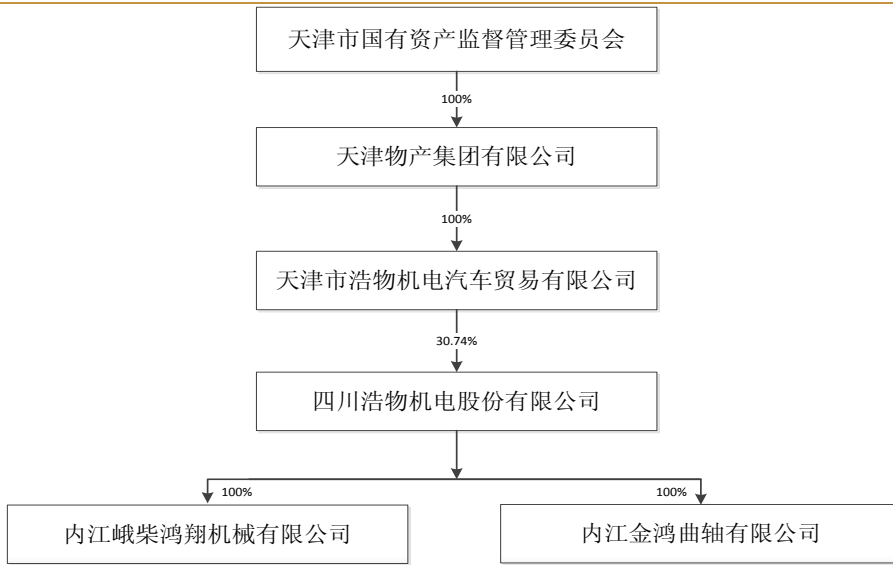 天津市国有资产监督管理委员会
100%
天津物产集团有限公司
100%
天津市浩物机电汽车贸易有限公司
30.74%
四川浩物机电股份有限公司
100%
100%
内江峨柴鸿翔机械有限公司
内江金鸿曲轴有限公司